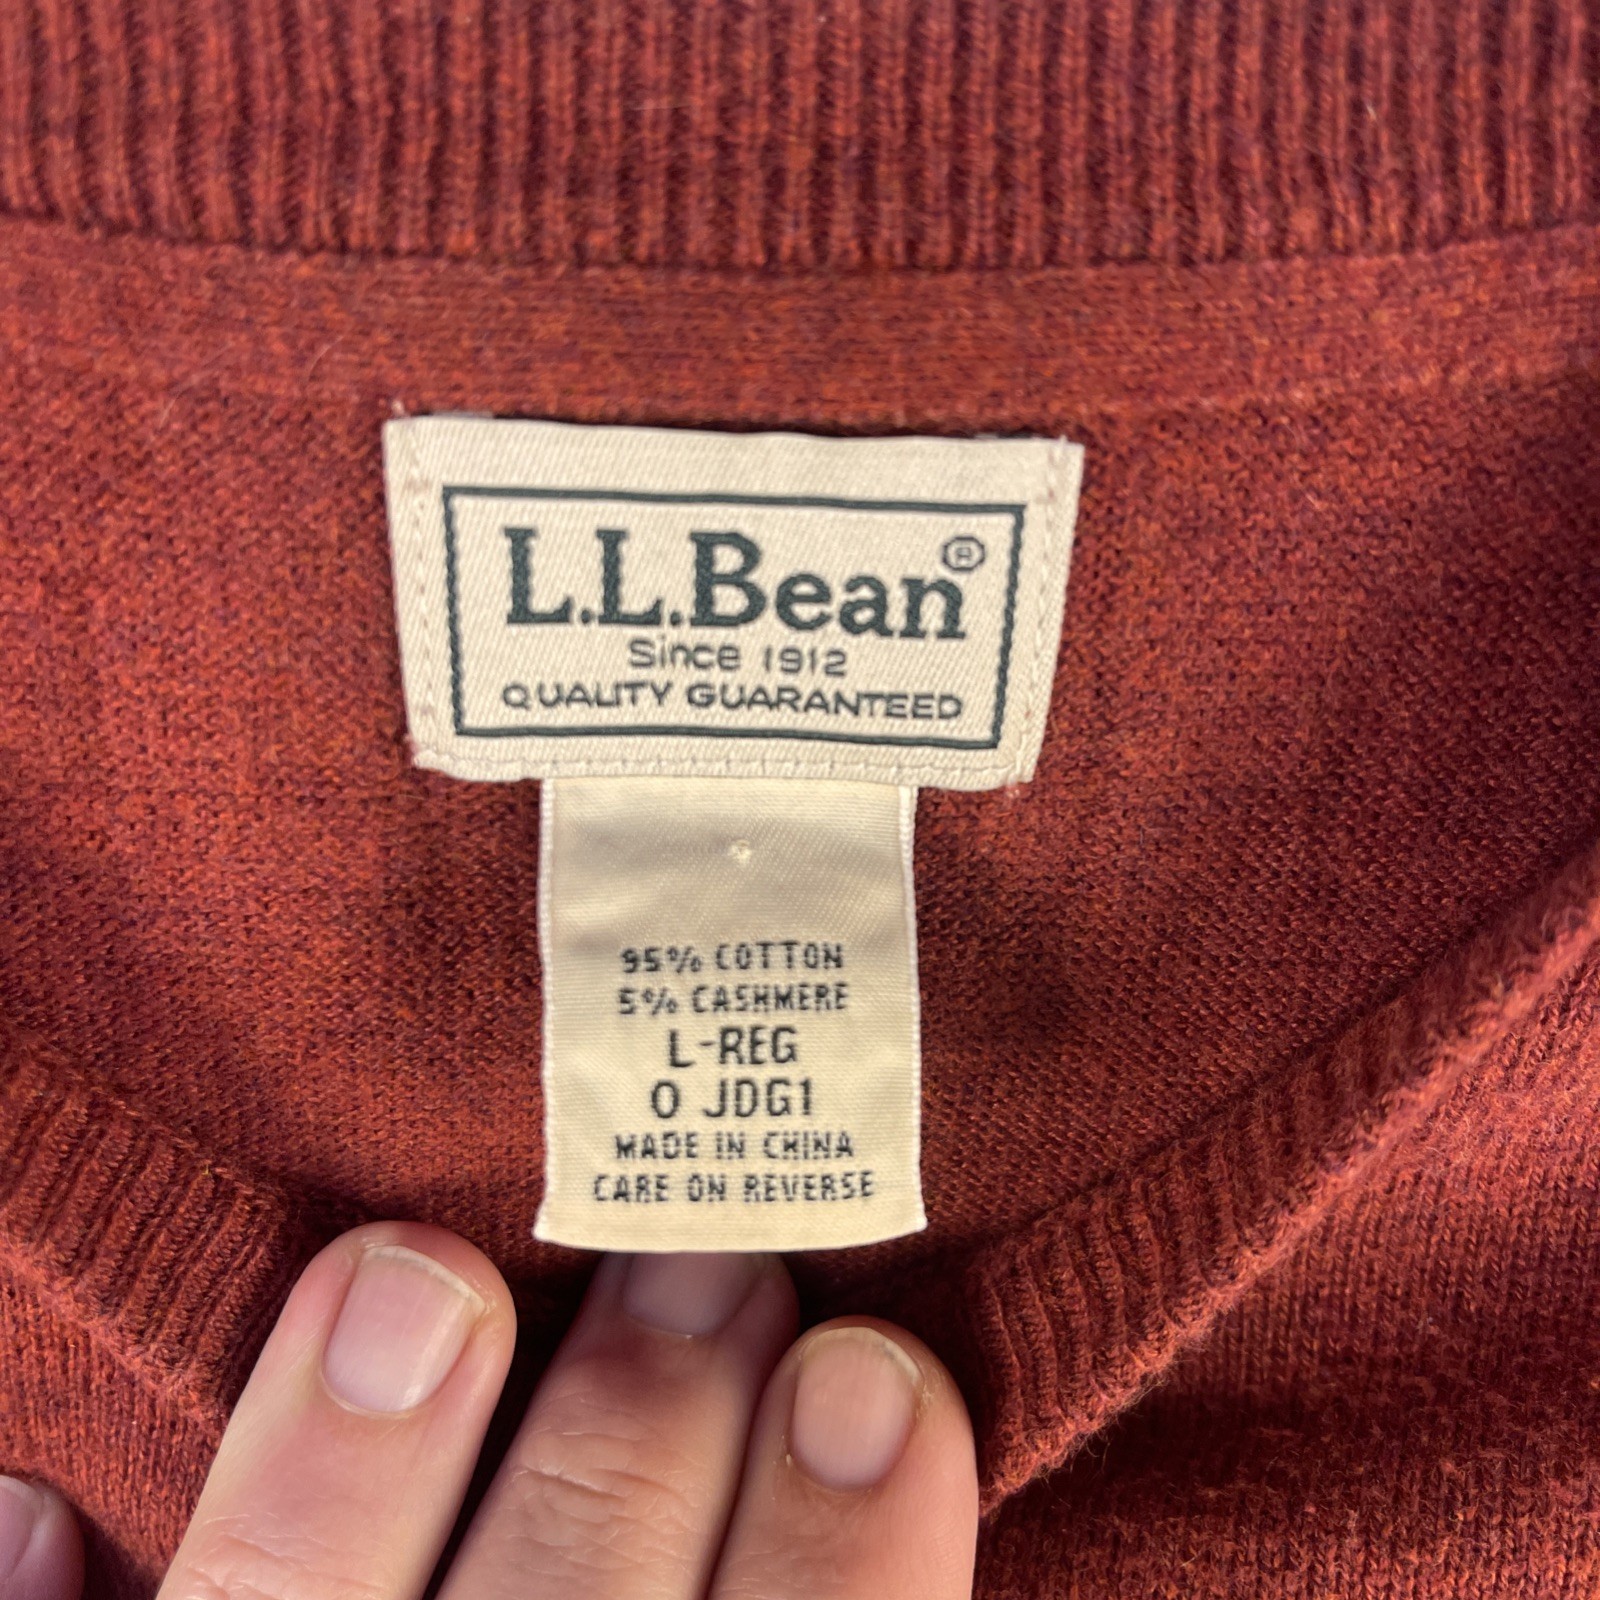 L.L.Bean®
Since 1912
QUALITY GUARANTEED
95% COTTON
5% CASHMERE
L-REG
0 JDG1
MADE IN CHINA
CARE ON REVERSE